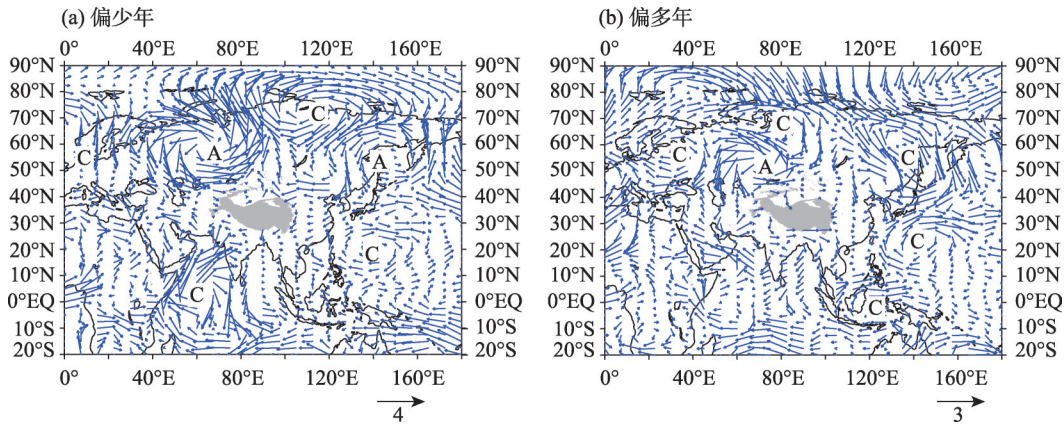 (a) 偏少年
0° 40°E 80°E 120°E 160°E
90°N 90°N
80°N 80°N
70°N 70°N
60°N 60°N
50°N 50°N
40°N 40°N
30°N 30°N
20°N 20°N
10°N 10°N
0°EQ 0°EQ
10°S 10°S
20°S 20°S
C
A
C
A
C
C
0° 40°E 80°E 120°E 160°E
4
(b) 偏多年
0° 40°E 80°E 120°E 160°E
90°N 90°N
80°N 80°N
70°N 70°N
60°N 60°N
50°N 50°N
40°N 40°N
30°N 30°N
20°N 20°N
10°N 10°N
0°EQ 0°EQ
10°S 10°S
20°S 20°S
C
C
A
C
C
C
0° 40°E 80°E 120°E 160°E
3